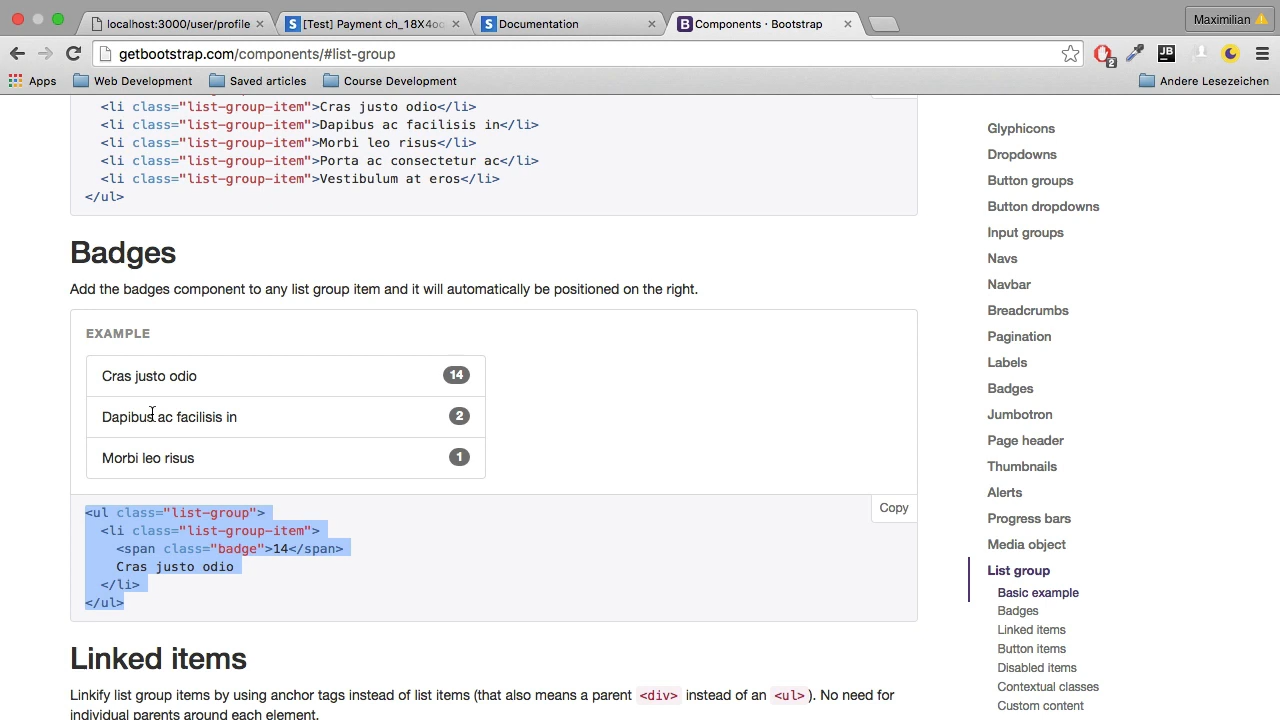 localhost:3000/user/profile
[Test] Payment ch_18X4oc
Documentation
Components · Bootstrap
Maximilian
getbootstrap.com/components/#list-group
2
JB
Apps
Web Development
Saved articles
Course Development
Andere Lesezeichen
<li class="list-group-item">Cras justo odio</li>
<li class="list-group-item">Dapibus ac facilisis in</li>
<li class="list-group-item">Morbi leo risus</li>
<li class="list-group-item">Porta ac consectetur ac</li>
<li class="list-group-item">Vestibulum at eros</li>
</ul>
Badges
Add the badges component to any list group item and it will automatically be positioned on the right.
EXAMPLE
Cras justo odio 14
Dapibus ac facilisis in 2
Morbi leo risus 1
Copy
<ul class="list-group">
<li class="list-group-item">
<span class="badge">14</span>
Cras justo odio
</li>
</ul>
Linked items
Linkify list group items by using anchor tags instead of list items (that also means a parent <div> instead of an <ul>). No need for
individual parents around each element.
Glyphicons
Dropdowns
Button groups
Button dropdowns
Input groups
Navs
Navbar
Breadcrumbs
Pagination
Labels
Badges
Jumbotron
Page header
Thumbnails
Alerts
Progress bars
Media object
List group
Basic example
Badges
Linked items
Button items
Disabled items
Contextual classes
Custom content